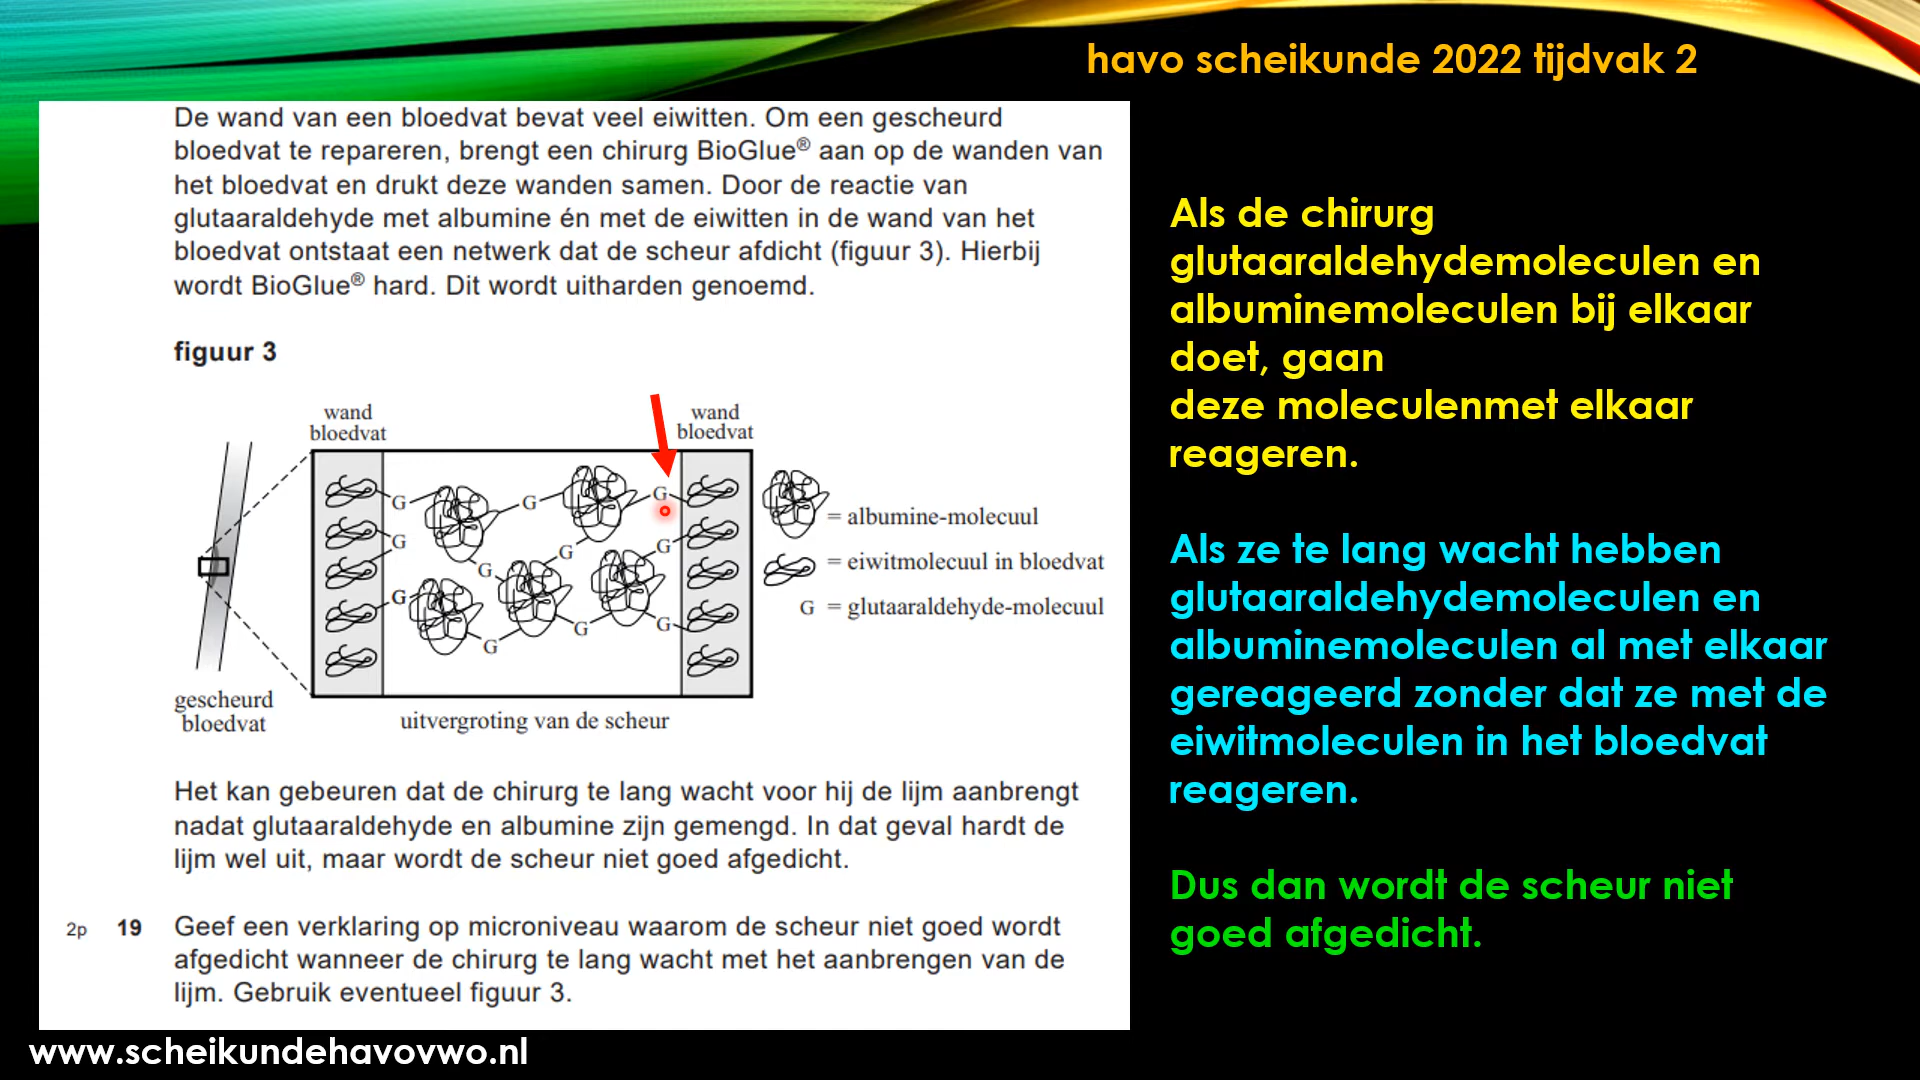 havo scheikunde 2022 tijdvak 2
De wand van een bloedvat bevat veel eiwitten. Om een gescheurd
bloedvat te repareren, brengt een chirurg BioGlue® aan op de wanden van
het bloedvat en drukt deze wanden samen. Door de reactie van
glutaaraldehyde met albumine én met de eiwitten in de wand van het
bloedvat ontstaat een netwerk dat de scheur afdicht (figuur 3). Hierbij
wordt BioGlue® hard. Dit wordt uitharden genoemd.
figuur 3
wand
bloedvat
wand
bloedvat
G
G
G
G
G
G
G
G
G
G
G
= albumine-molecuul
= eiwitmolecuul in bloedvat
G = glutaaraldehyde-molecuul
gescheurd
bloedvat
uitvergroting van de scheur
Het kan gebeuren dat de chirurg te lang wacht voor hij de lijm aanbrengt
nadat glutaaraldehyde en albumine zijn gemengd. In dat geval hardt de
lijm wel uit, maar wordt de scheur niet goed afgedicht.
2p 19 Geef een verklaring op microniveau waarom de scheur niet goed wordt
afgedicht wanneer de chirurg te lang wacht met het aanbrengen van de
lijm. Gebruik eventueel figuur 3.
Als de chirurg
glutaaraldehydemoleculen en
albuminemoleculen bij elkaar
doet, gaan
deze moleculenmet elkaar
reageren.
Als ze te lang wacht hebben
glutaaraldehydemoleculen en
albuminemoleculen al met elkaar
gereageerd zonder dat ze met de
eiwitmoleculen in het bloedvat
reageren.
Dus dan wordt de scheur niet
goed afgedicht.
www.scheikundehavovwo.nl